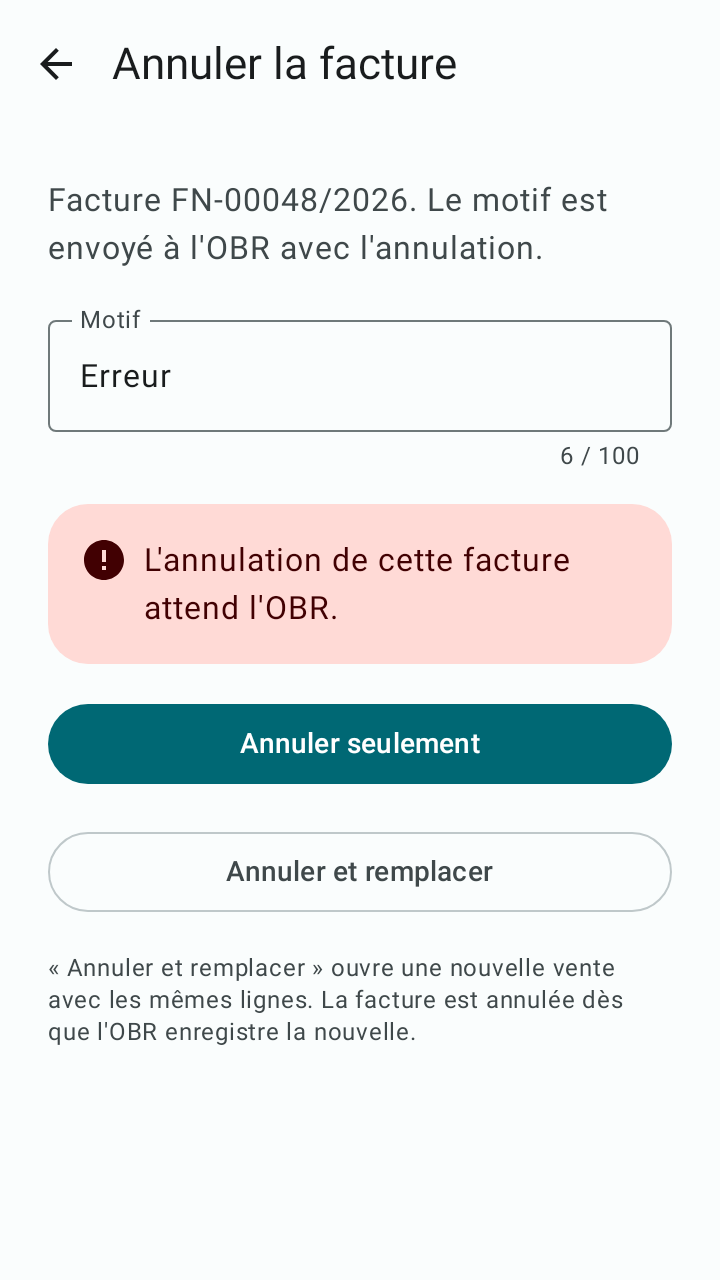 Annuler la facture
Facture FN-00048/2026. Le motif est
envoyé à l'OBR avec l'annulation.
Motif
Erreur
6 / 100
L'annulation de cette facture
attend l'OBR.
Annuler seulement
Annuler et remplacer
« Annuler et remplacer » ouvre une nouvelle vente
avec les mêmes lignes. La facture est annulée dès
que l'OBR enregistre la nouvelle.